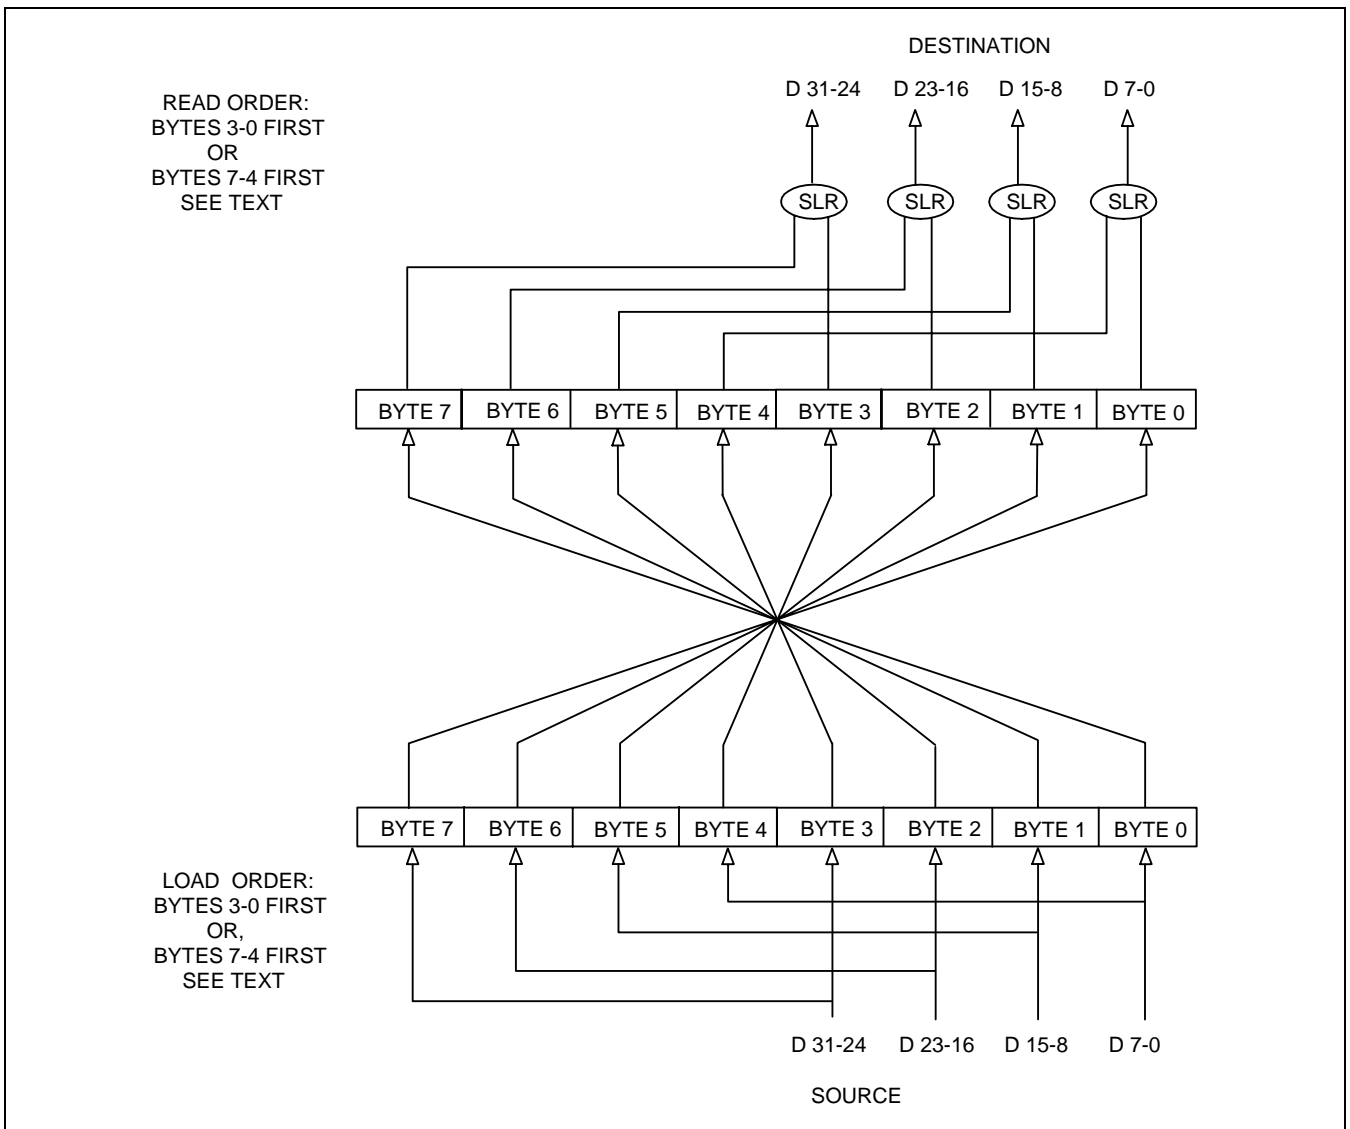 DESTINATION
D 31-24 D 23-16 D 15-8 D 7-0
READ ORDER:
BYTES 3-0 FIRST
OR
BYTES 7-4 FIRST
SEE TEXT
SLR SLR SLR SLR
BYTE 7 BYTE 6 BYTE 5 BYTE 4 BYTE 3 BYTE 2 BYTE 1 BYTE 0
BYTE 7 BYTE 6 BYTE 5 BYTE 4 BYTE 3 BYTE 2 BYTE 1 BYTE 0
LOAD ORDER:
BYTES 3-0 FIRST
OR,
BYTES 7-4 FIRST
SEE TEXT
D 31-24 D 23-16 D 15-8 D 7-0
SOURCE